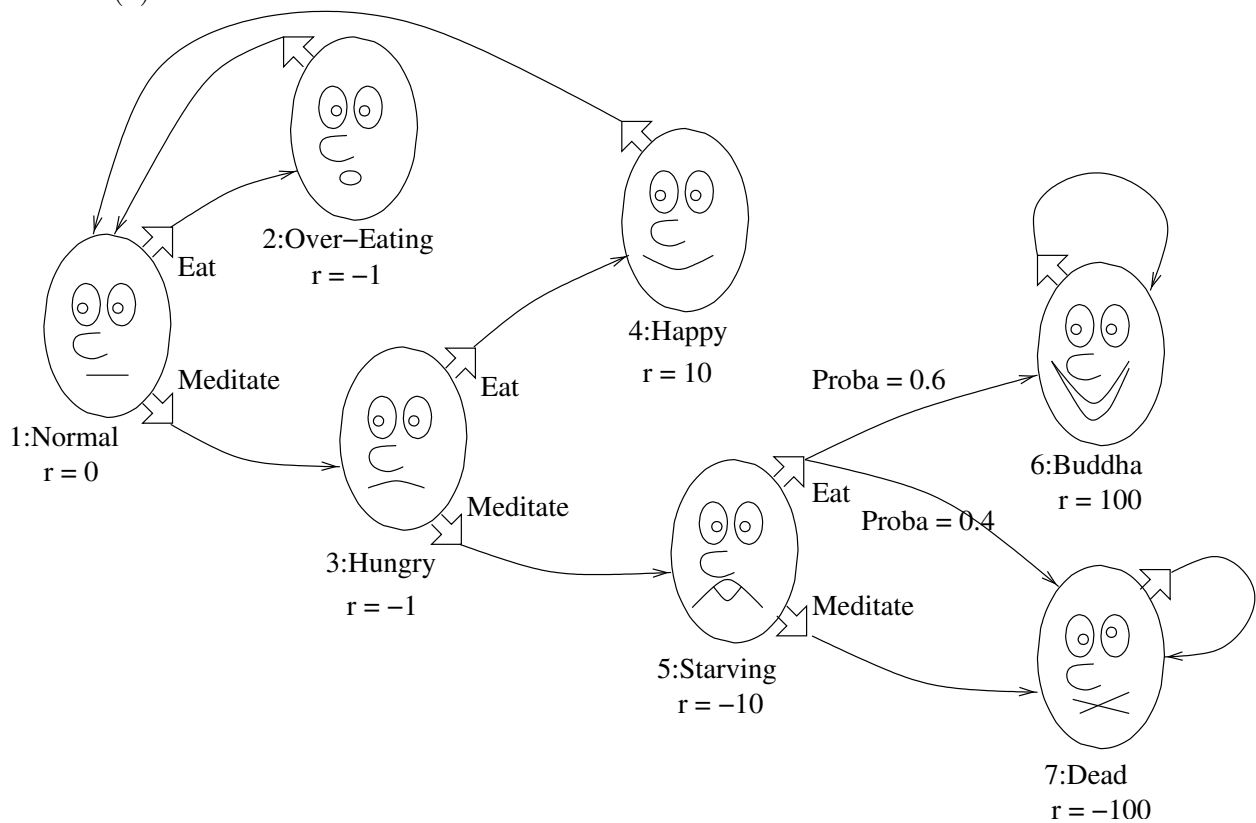 2:Over-Eating
r = -1
Eat
4:Happy
r = 10
Meditate
Eat
Proba = 0.6
1:Normal
r = 0
6:Buddha
r = 100
Meditate
Eat
Proba = 0.4
3:Hungry
r = -1
Meditate
5:Starving
r = -10
7:Dead
r = -100